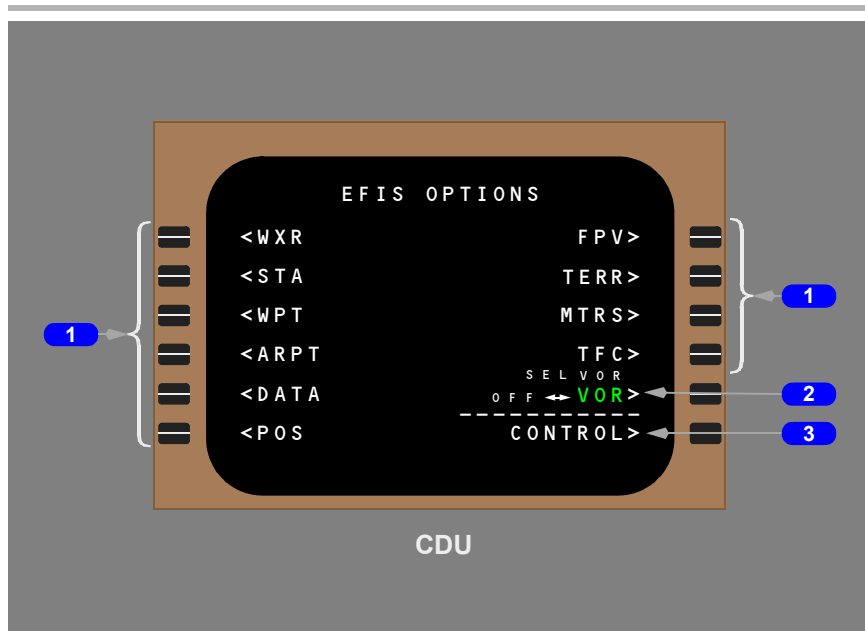 EFIS OPTIONS
<WXR FPV>
<STA TERR>
<WPT MTRS>
1 1
<ARPT TFC>
SEL VOR
<DATA OFF ↔ VOR> 2
----------
<POS CONTROL> 3
CDU